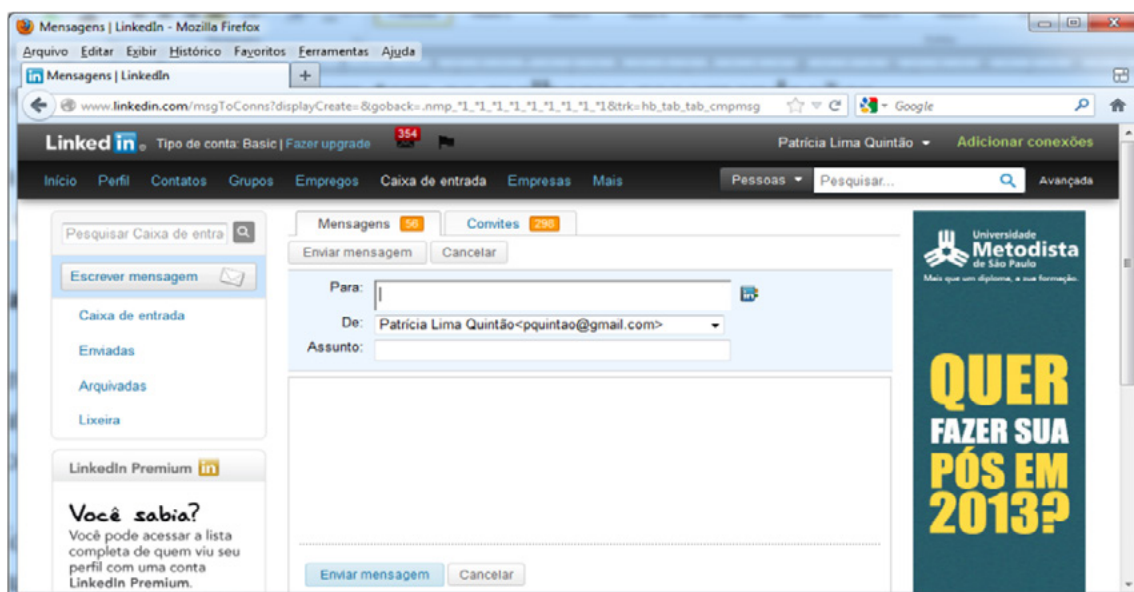 Mensagens | LinkedIn - Mozilla Firefox
Arquivo Editar Exibir Histórico Favoritos Ferramentas Ajuda
in Mensagens | LinkedIn +
www.linkedin.com/msgToConns?displayCreate=&goback=.nmp_*1_*1_*1_*1_*1_*1_*1_*1_*1&trk=hb_tab_tab_cmpmsg Google
Linked in Tipo de conta: Basic | Fazer upgrade 354 Patrícia Lima Quintão Adicionar conexões
Início Perfil Contatos Grupos Empregos Caixa de entrada Empresas Mais Pessoas Pesquisar... Avançada
Pesquisar Caixa de entra
Escrever mensagem
Caixa de entrada
Enviadas
Arquivadas
Lixeira
LinkedIn Premium in
Você sabia?
Você pode acessar a lista
completa de quem viu seu
perfil com uma conta
LinkedIn Premium.
Mensagens 56 Convites 298
Enviar mensagem Cancelar
Para:
De: Patrícia Lima Quintão<pquintao@gmail.com>
Assunto:
Enviar mensagem Cancelar
Universidade
Metodista
de São Paulo
Mais que um diploma, a sua formação.
QUER
FAZER SUA
PÓS EM
2013?